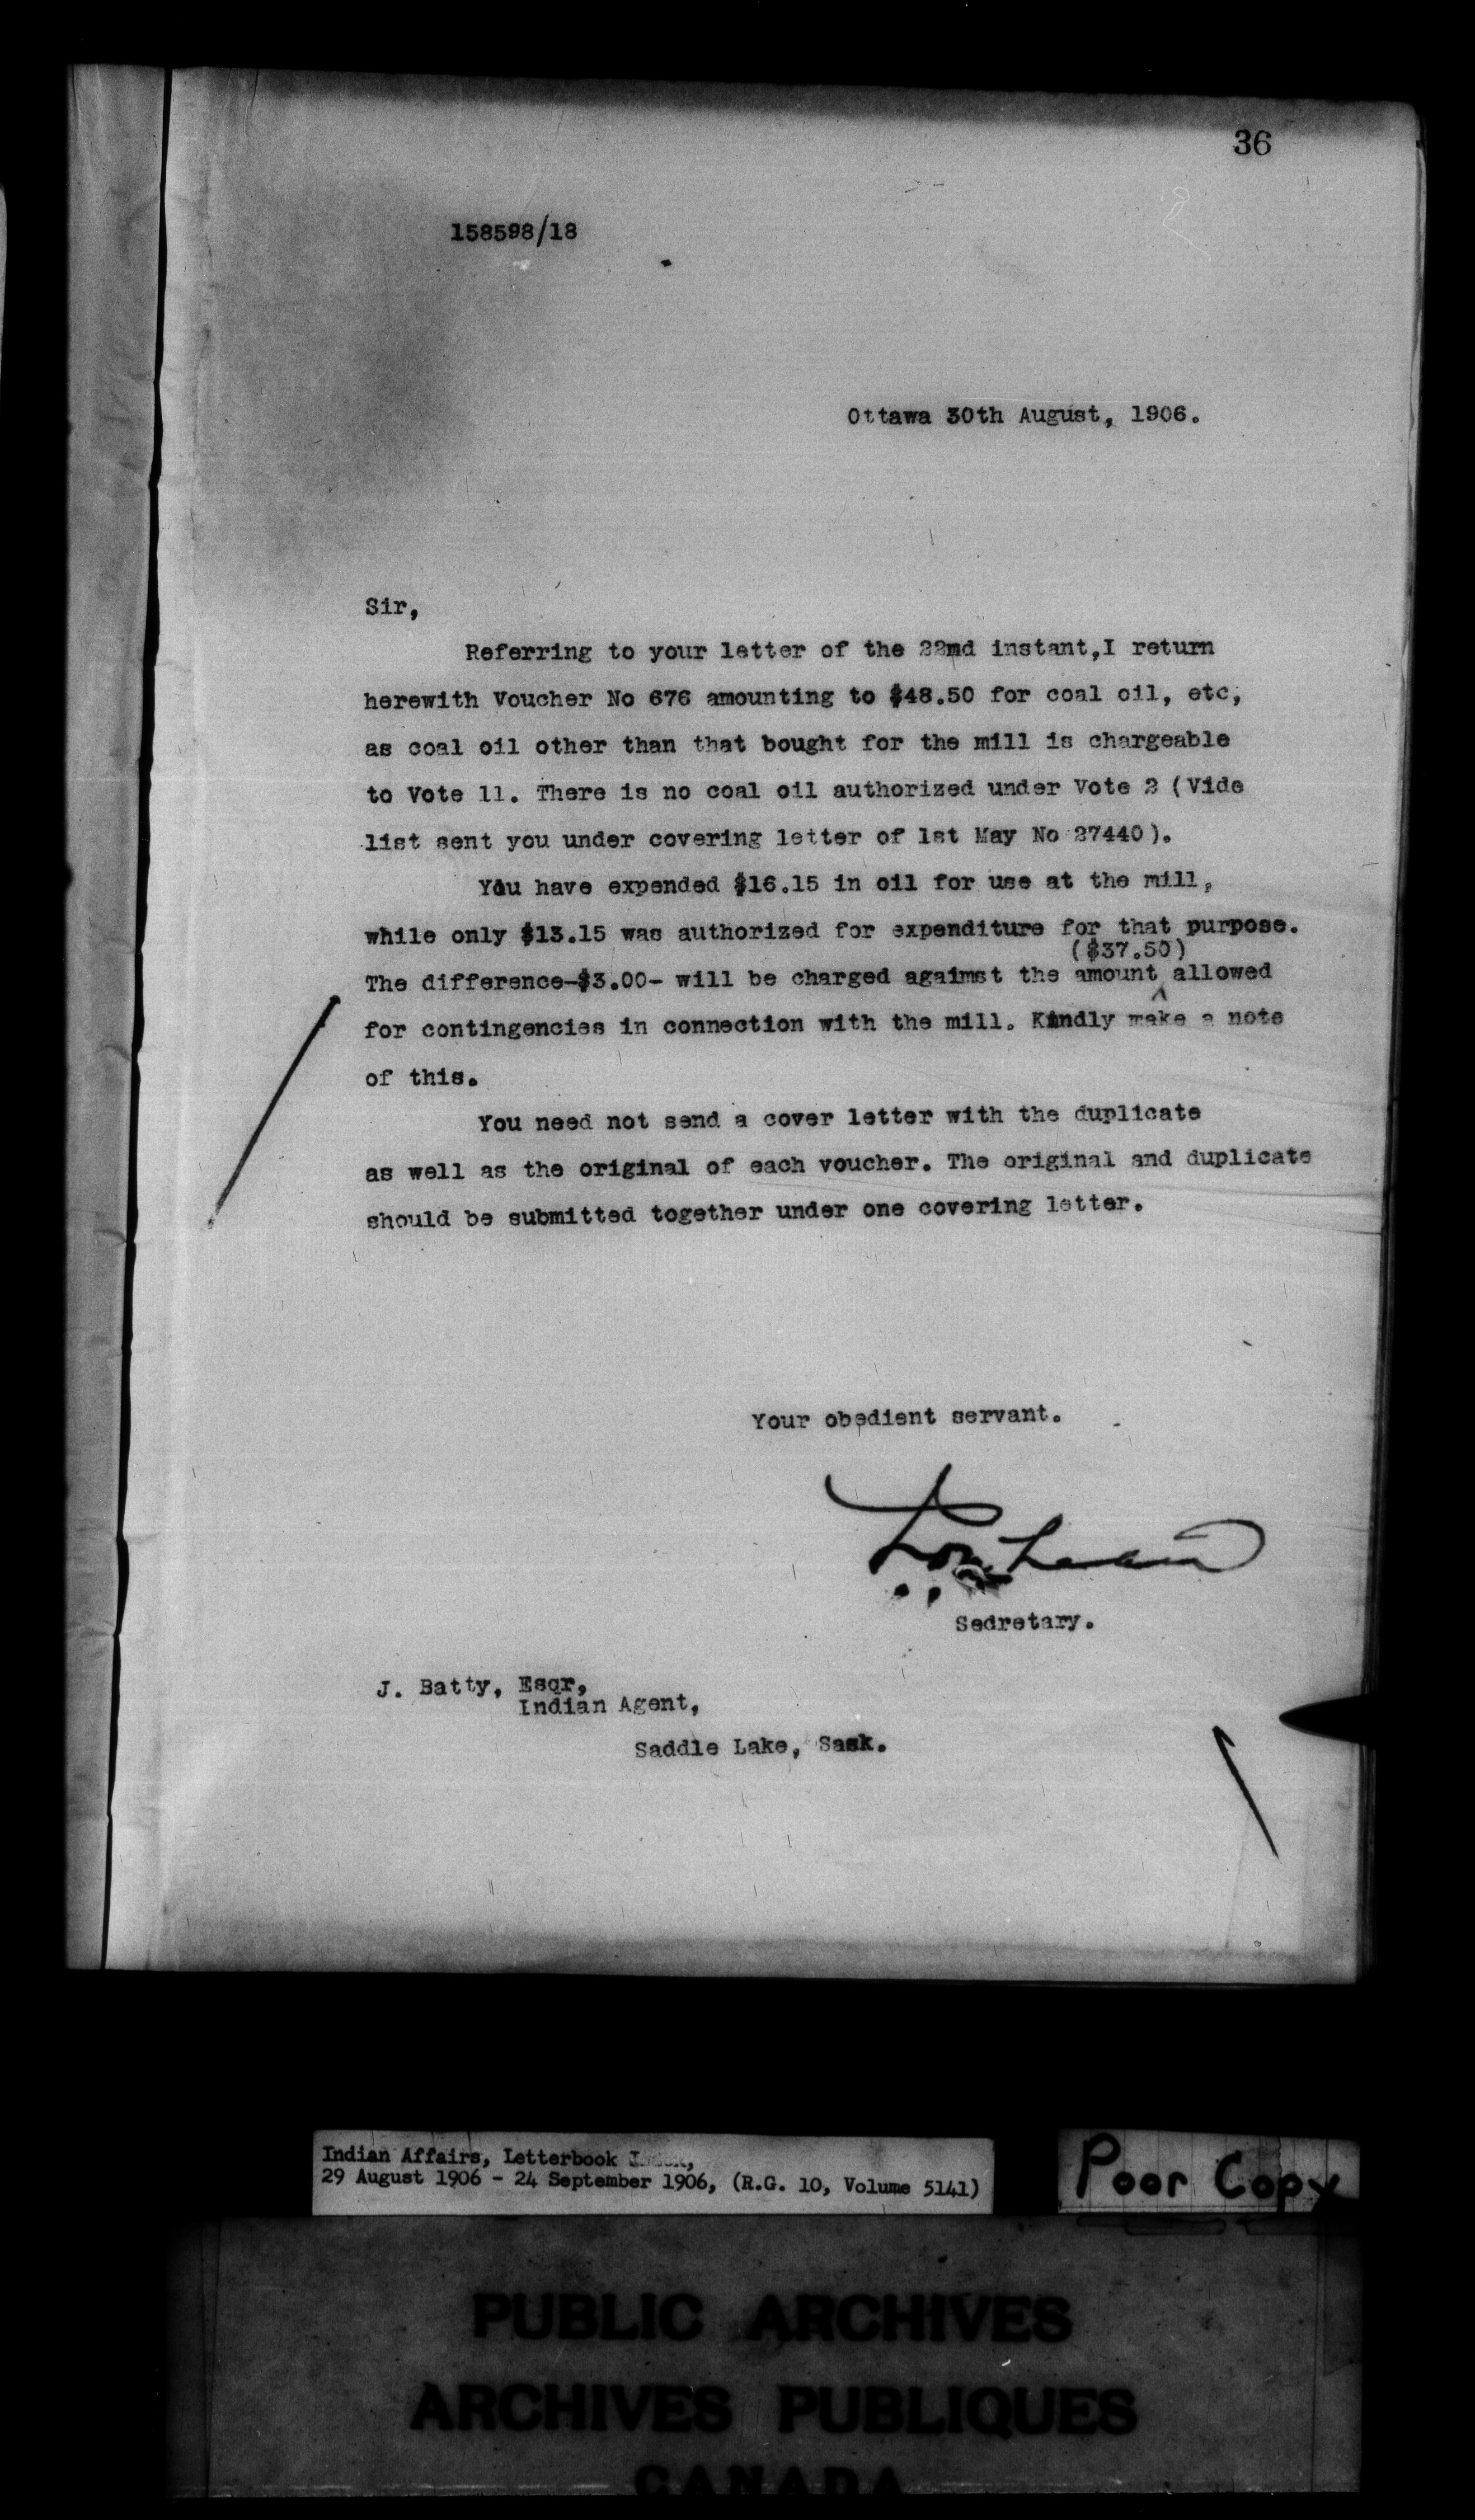 36
158598/18
Ottawa 30th August, 1906.
Sir,
Referring to your letter of the 22nd instant,I return
herewith Voucher No 676 amounting to $48.50 for coal oil, etc,
as coal oil other than that bought for the mill is chargeable
to Vote 11. There is no coal oil authorized under Vote 2 (Vide
list sent you under covering letter of 1st May No 27440).
You have expended $16.15 in oil for use at the mill,
while only $13.15 was authorized for expenditure for that purpose.
($37.50)
The difference-$3.00- will be charged against the amount allowed
for contingencies in connection with the mill. Kindly make a note
of this.
You need not send a cover letter with the duplicate
as well as the original of each voucher. The original and duplicate
should be submitted together under one covering letter.
Your obedient servant.
Sedretary.
J. Batty, Esqr,
Indian Agent,
Saddle Lake, Sask.
Indian Affairs, Letterbook
29 August 1906 - 24 September 1906, (R.G. 10, Volume 5141)
Poor Copy
PUBLIC ARCHIVES
ARCHIVES PUBLIQUES
CANADA